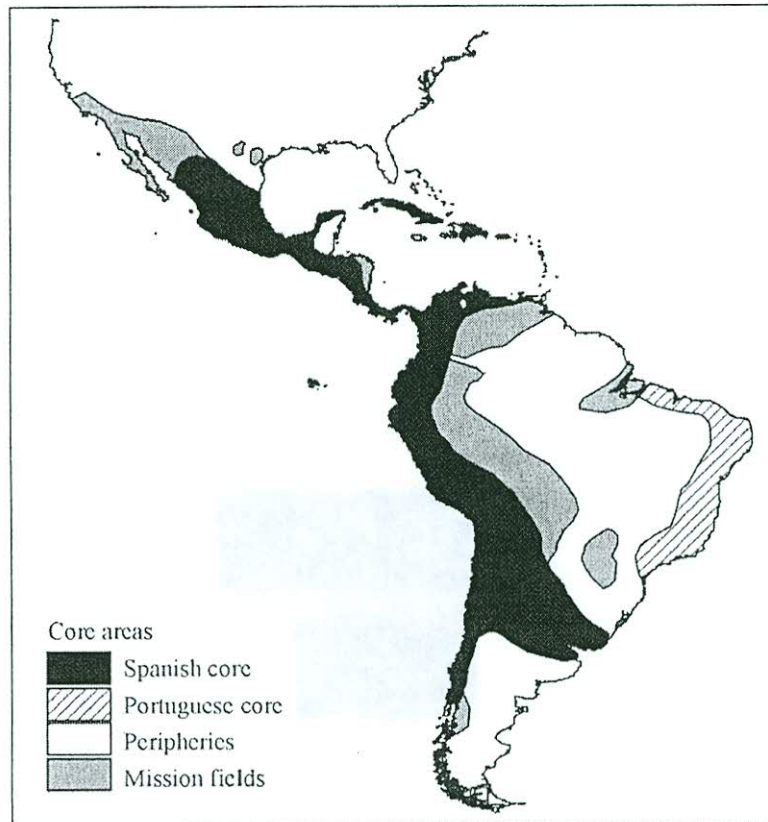 Core areas
Spanish core
Portuguese core
Peripheries
Mission fields